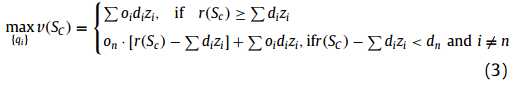 max ν(S_C) = { ∑ o_i d_i z_i, if r(S_c) ≥ ∑ d_i z_i
{q_i}
o_n · [r(S_c) − ∑ d_i z_i] + ∑ o_i d_i z_i, ifr(S_C) − ∑ d_i z_i < d_n and i ≠ n
(3)